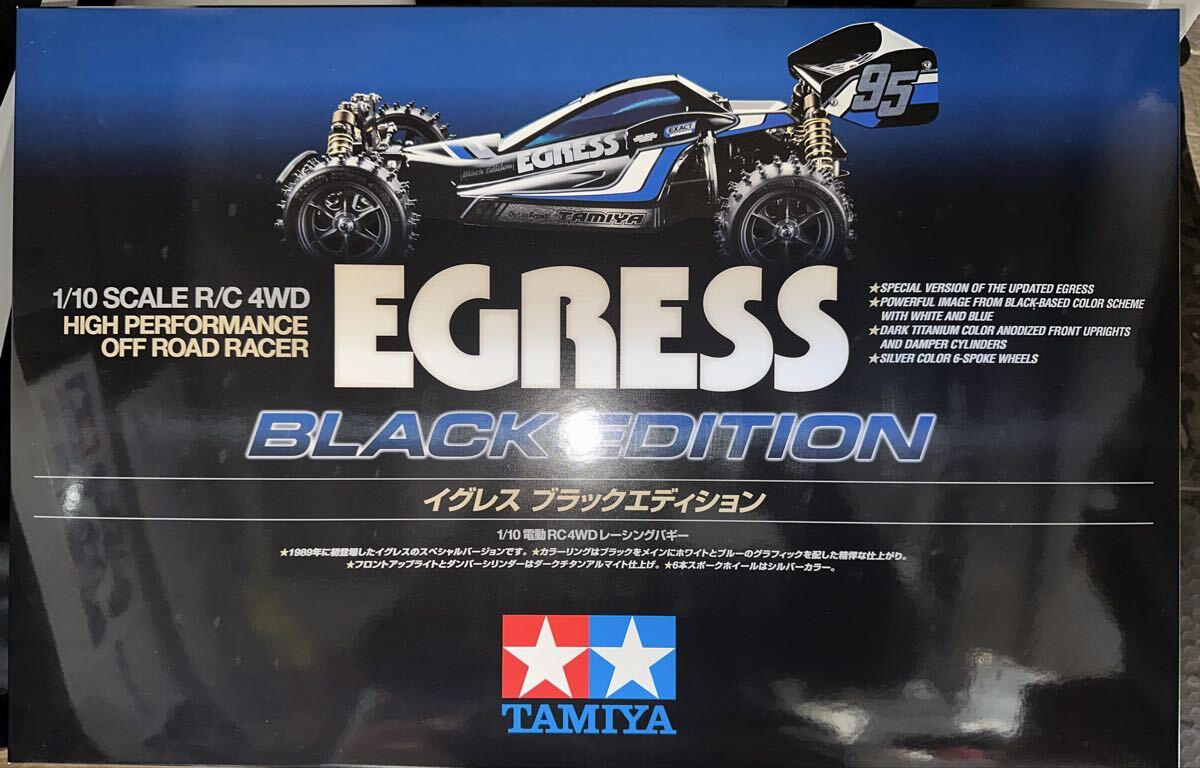 95
EXACT
Black Edition
EGRESS
TAMIYA
1/10 SCALE R/C 4WD
HIGH PERFORMANCE
OFF ROAD RACER
EGRESS
★SPECIAL VERSION OF THE UPDATED EGRESS
★POWERFUL IMAGE FROM BLACK-BASED COLOR SCHEME
WITH WHITE AND BLUE
★DARK TITANIUM COLOR ANODIZED FRONT UPRIGHTS
AND DAMPER CYLINDERS
★SILVER COLOR 6-SPOKE WHEELS
BLACK EDITION
イグレス ブラックエディション
1/10 電動RC4WDレーシングバギー
★1989年に初登場したイグレスのスペシャルバージョンです。★カラーリングはブラックをメインにホワイトとブルーのグラフィックを配した精悍な仕上がり。
★フロントアップライトとダンパーシリンダーはダークチタンアルマイト仕上げ。★6本スポークホイールはシルバーカラー。
TAMIYA